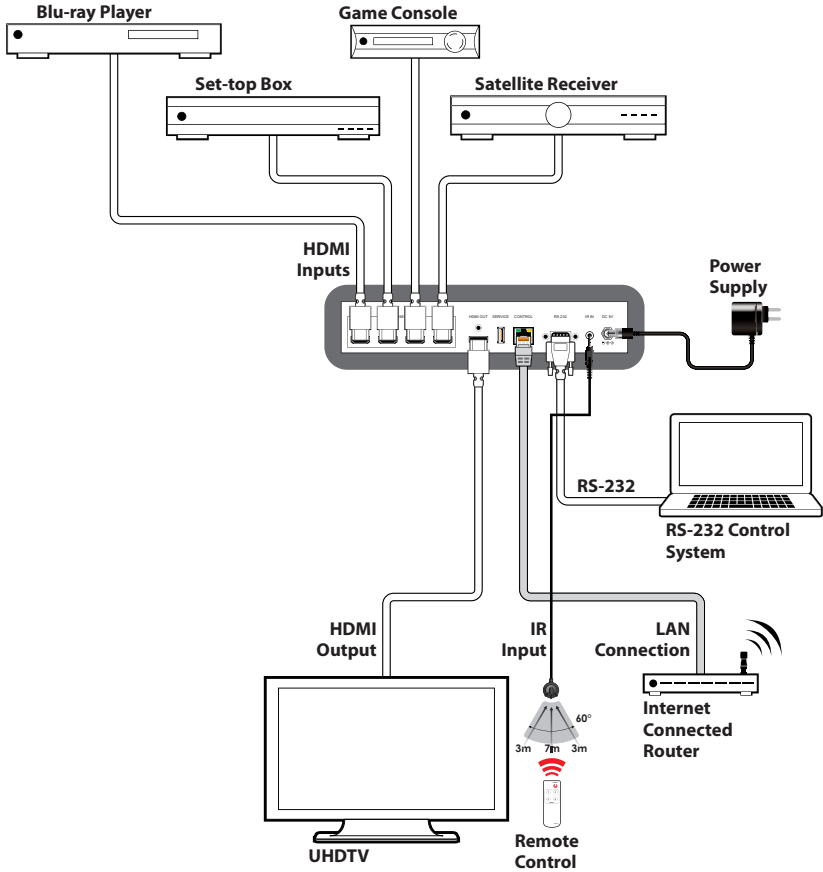 Blu-ray Player
Game Console
Set-top Box
Satellite Receiver
HDMI
Inputs
Power
Supply
HDMI OUT
SERVICE
CONTROL
RS 232
IR IN
DC 5V
RS-232
RS-232 Control
System
HDMI
Output
IR
Input
LAN
Connection
60°
3m
7m
3m
Internet
Connected
Router
UHDTV
Remote
Control